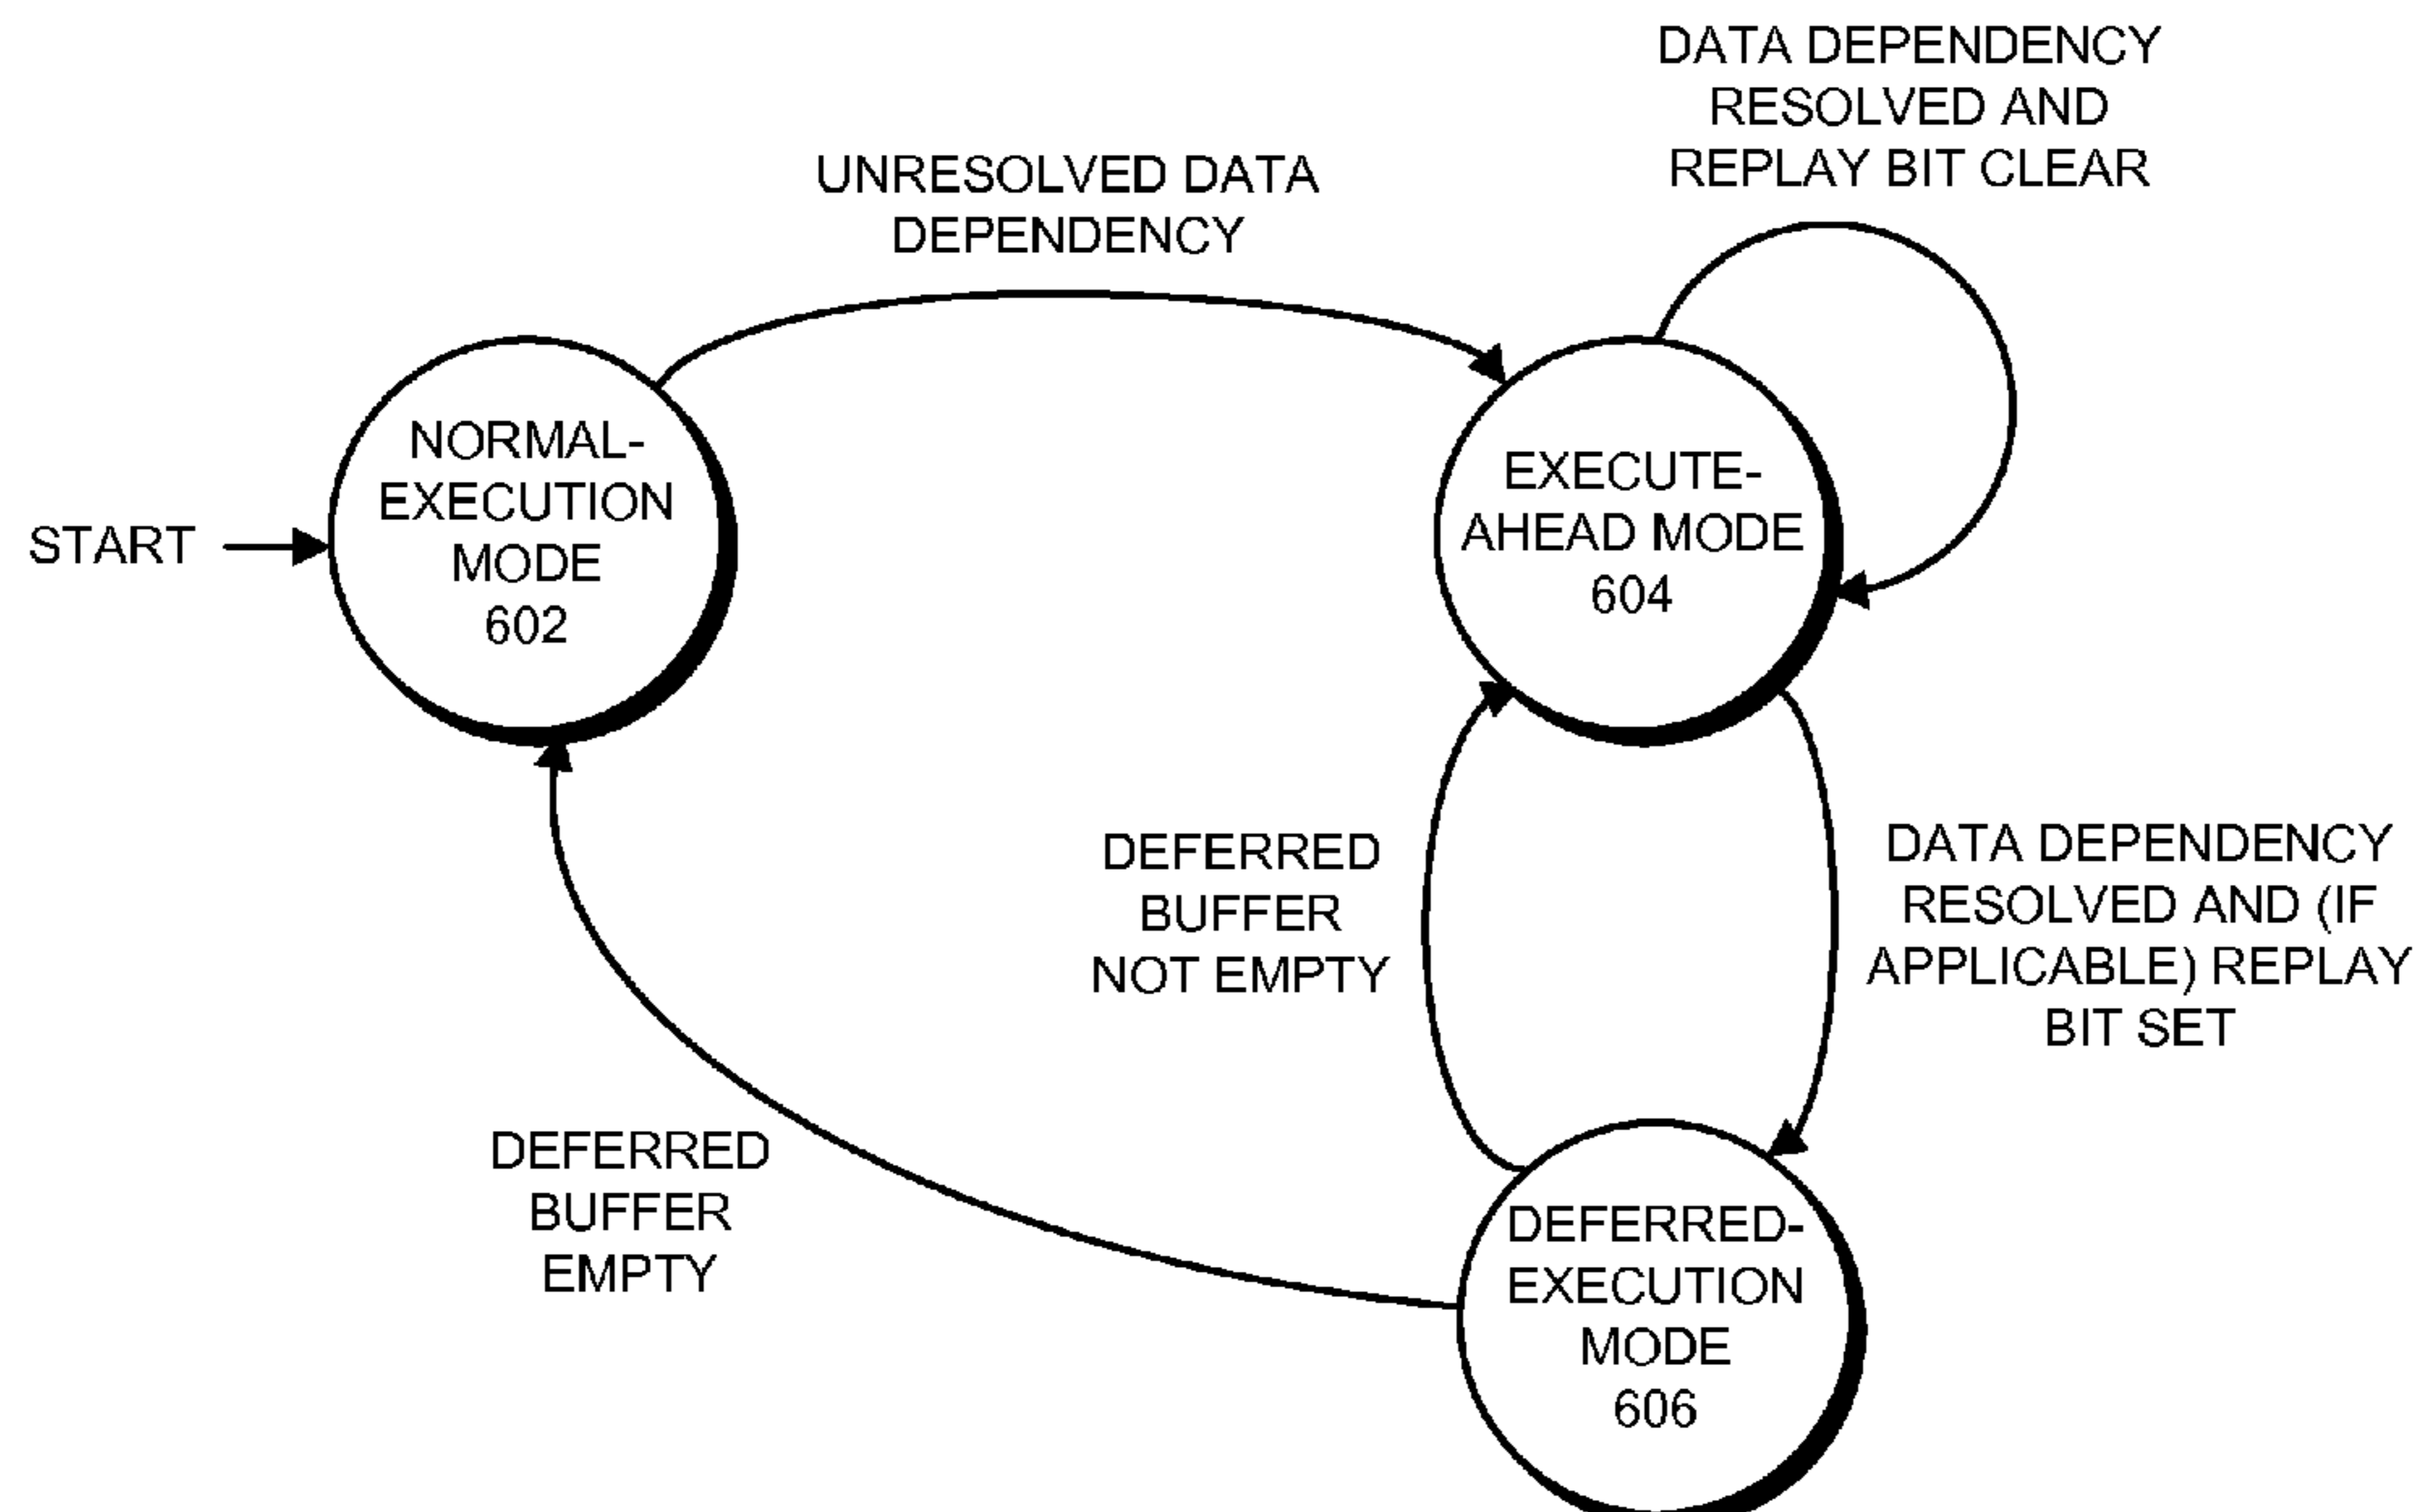 DATA DEPENDENCY
RESOLVED AND
REPLAY BIT CLEAR
UNRESOLVED DATA
DEPENDENCY
START
NORMAL-
EXECUTION
MODE
602
EXECUTE-
AHEAD MODE
604
DEFERRED
BUFFER
NOT EMPTY
DATA DEPENDENCY
RESOLVED AND (IF
APPLICABLE) REPLAY
BIT SET
DEFERRED
BUFFER
EMPTY
DEFERRED-
EXECUTION
MODE
606